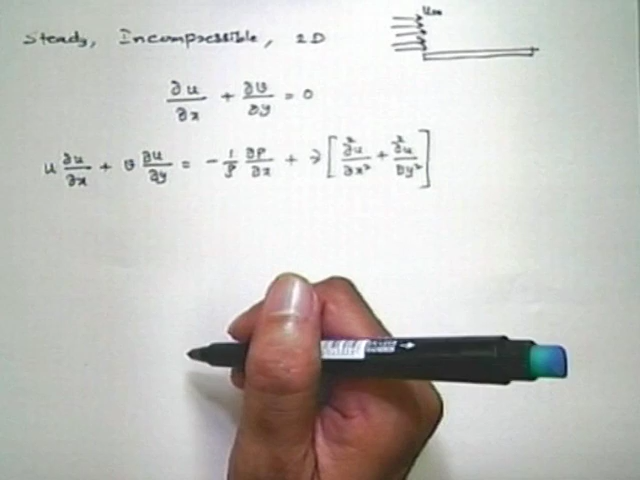 Steady, Incompressible, 2D
u∞
∂u/∂x + ∂v/∂y = 0
u ∂u/∂x + v ∂u/∂y = - 1/ρ ∂P/∂x + ν [ ∂²u/∂x² + ∂²u/∂y² ]